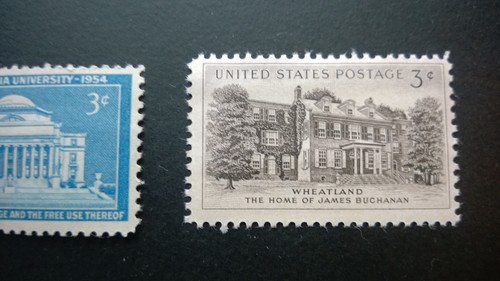 IA UNIVERSITY-1954
3¢
GE AND THE FREE USE THEREOF
UNITED STATES POSTAGE 3¢
WHEATLAND
THE HOME OF JAMES BUCHANAN